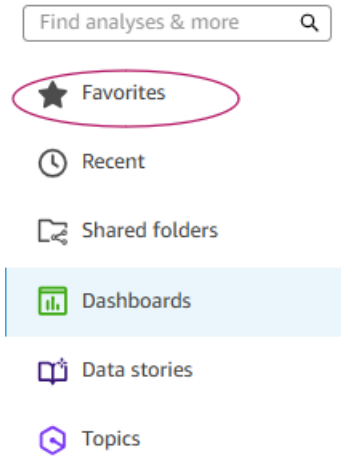 Find analyses & more
Favorites
Recent
Shared folders
Dashboards
Data stories
Topics